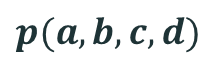 p(a, b, c, d)